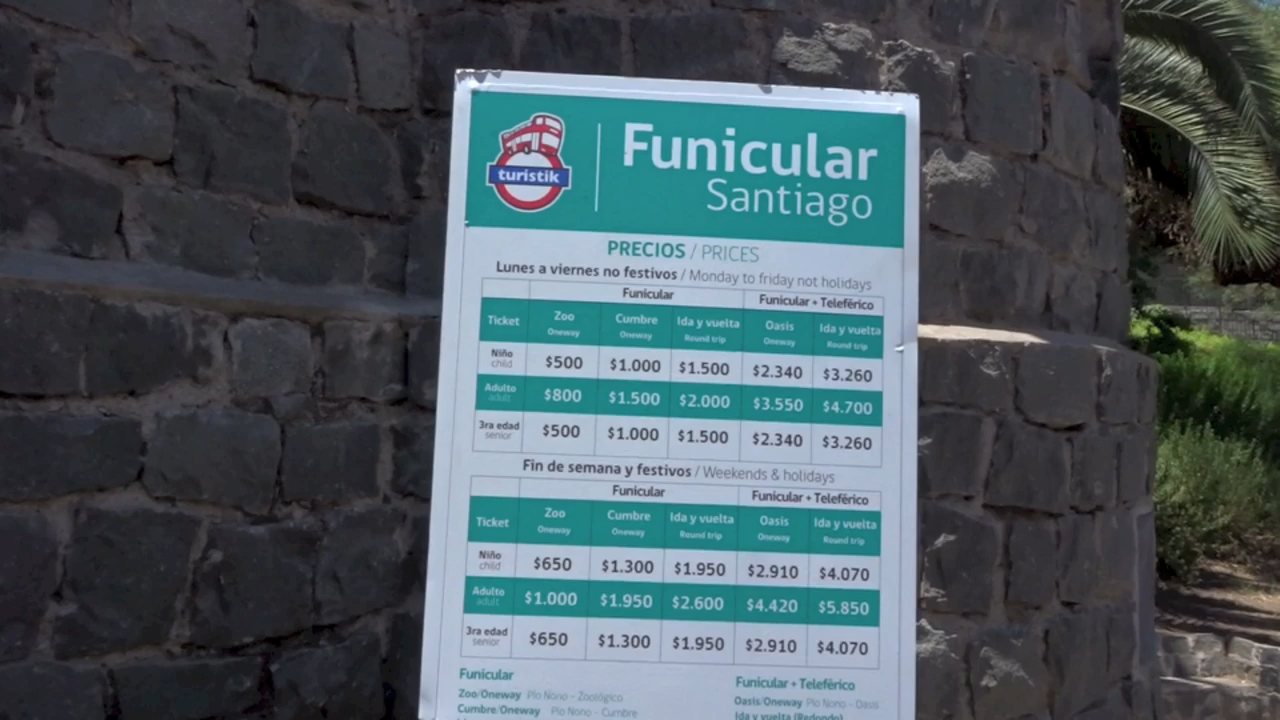 turistik
Funicular
Santiago
PRECIOS / PRICES
Lunes a viernes no festivos / Monday to friday not holidays
Funicular Funicular + Teleférico
Ticket Zoo Cumbre Ida y vuelta Oasis Ida y vuelta
Oneway Oneway Round trip Oneway Round trip
Niño child $500 $1.000 $1.500 $2.340 $3.260
Adulto adult $800 $1.500 $2.000 $3.550 $4.700
3ra edad senior $500 $1.000 $1.500 $2.340 $3.260
Fin de semana y festivos / Weekends & holidays
Funicular Funicular + Teleférico
Ticket Zoo Cumbre Ida y vuelta Oasis Ida y vuelta
Oneway Oneway Round trip Oneway Round trip
Niño child $650 $1.300 $1.950 $2.910 $4.070
Adulto adult $1.000 $1.950 $2.600 $4.420 $5.850
3ra edad senior $650 $1.300 $1.950 $2.910 $4.070
Funicular Funicular + Teleférico
Zoo/Oneway Pío Nono - Zoológico Oasis/Oneway Pío Nono - Oasis
Cumbre/Oneway Pío Nono - Cumbre Ida y vuelta (Redondo)